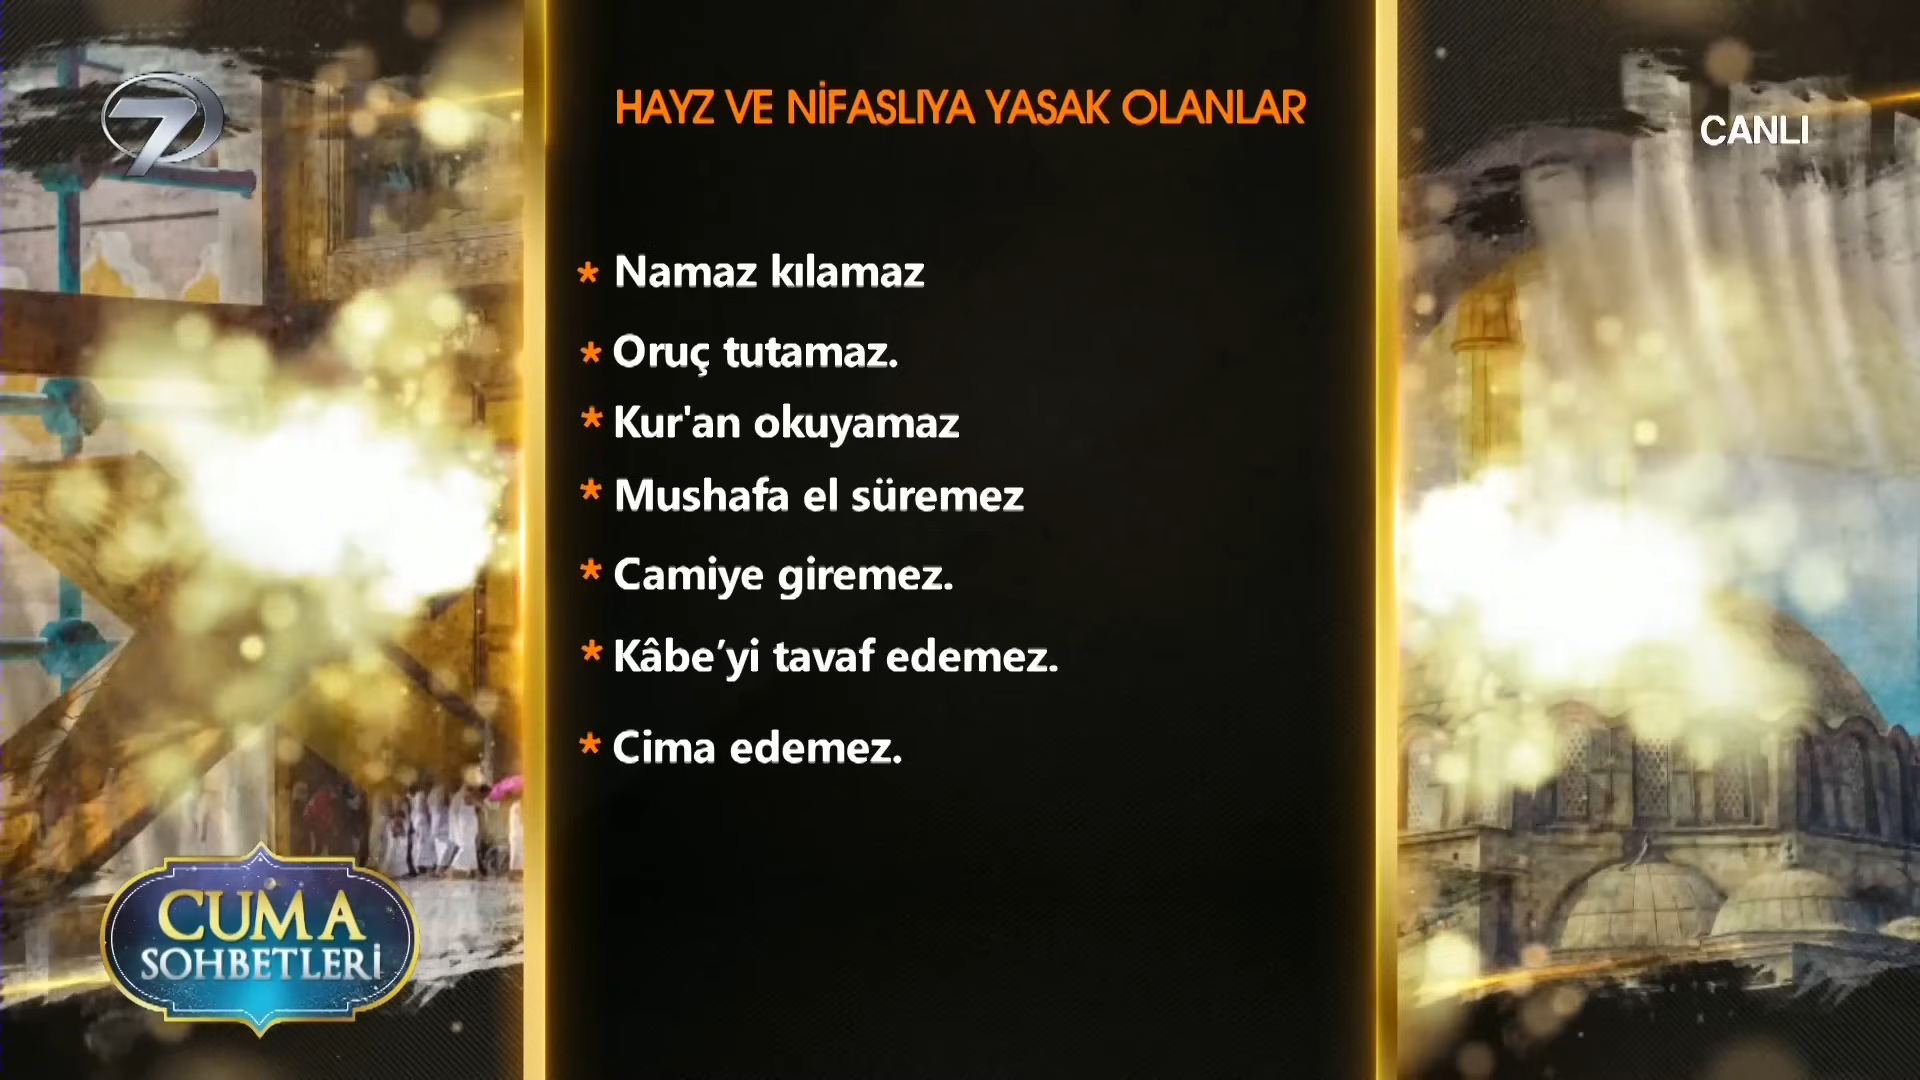 HAYZ VE NİFASLIYA YASAK OLANLAR
7
CANLI
* Namaz kılamaz
* Oruç tutamaz.
* Kur'an okuyamaz
* Mushafa el süremez
* Camiye giremez.
* Kâbe’yi tavaf edemez.
* Cima edemez.
CUMA
SOHBETLERİ